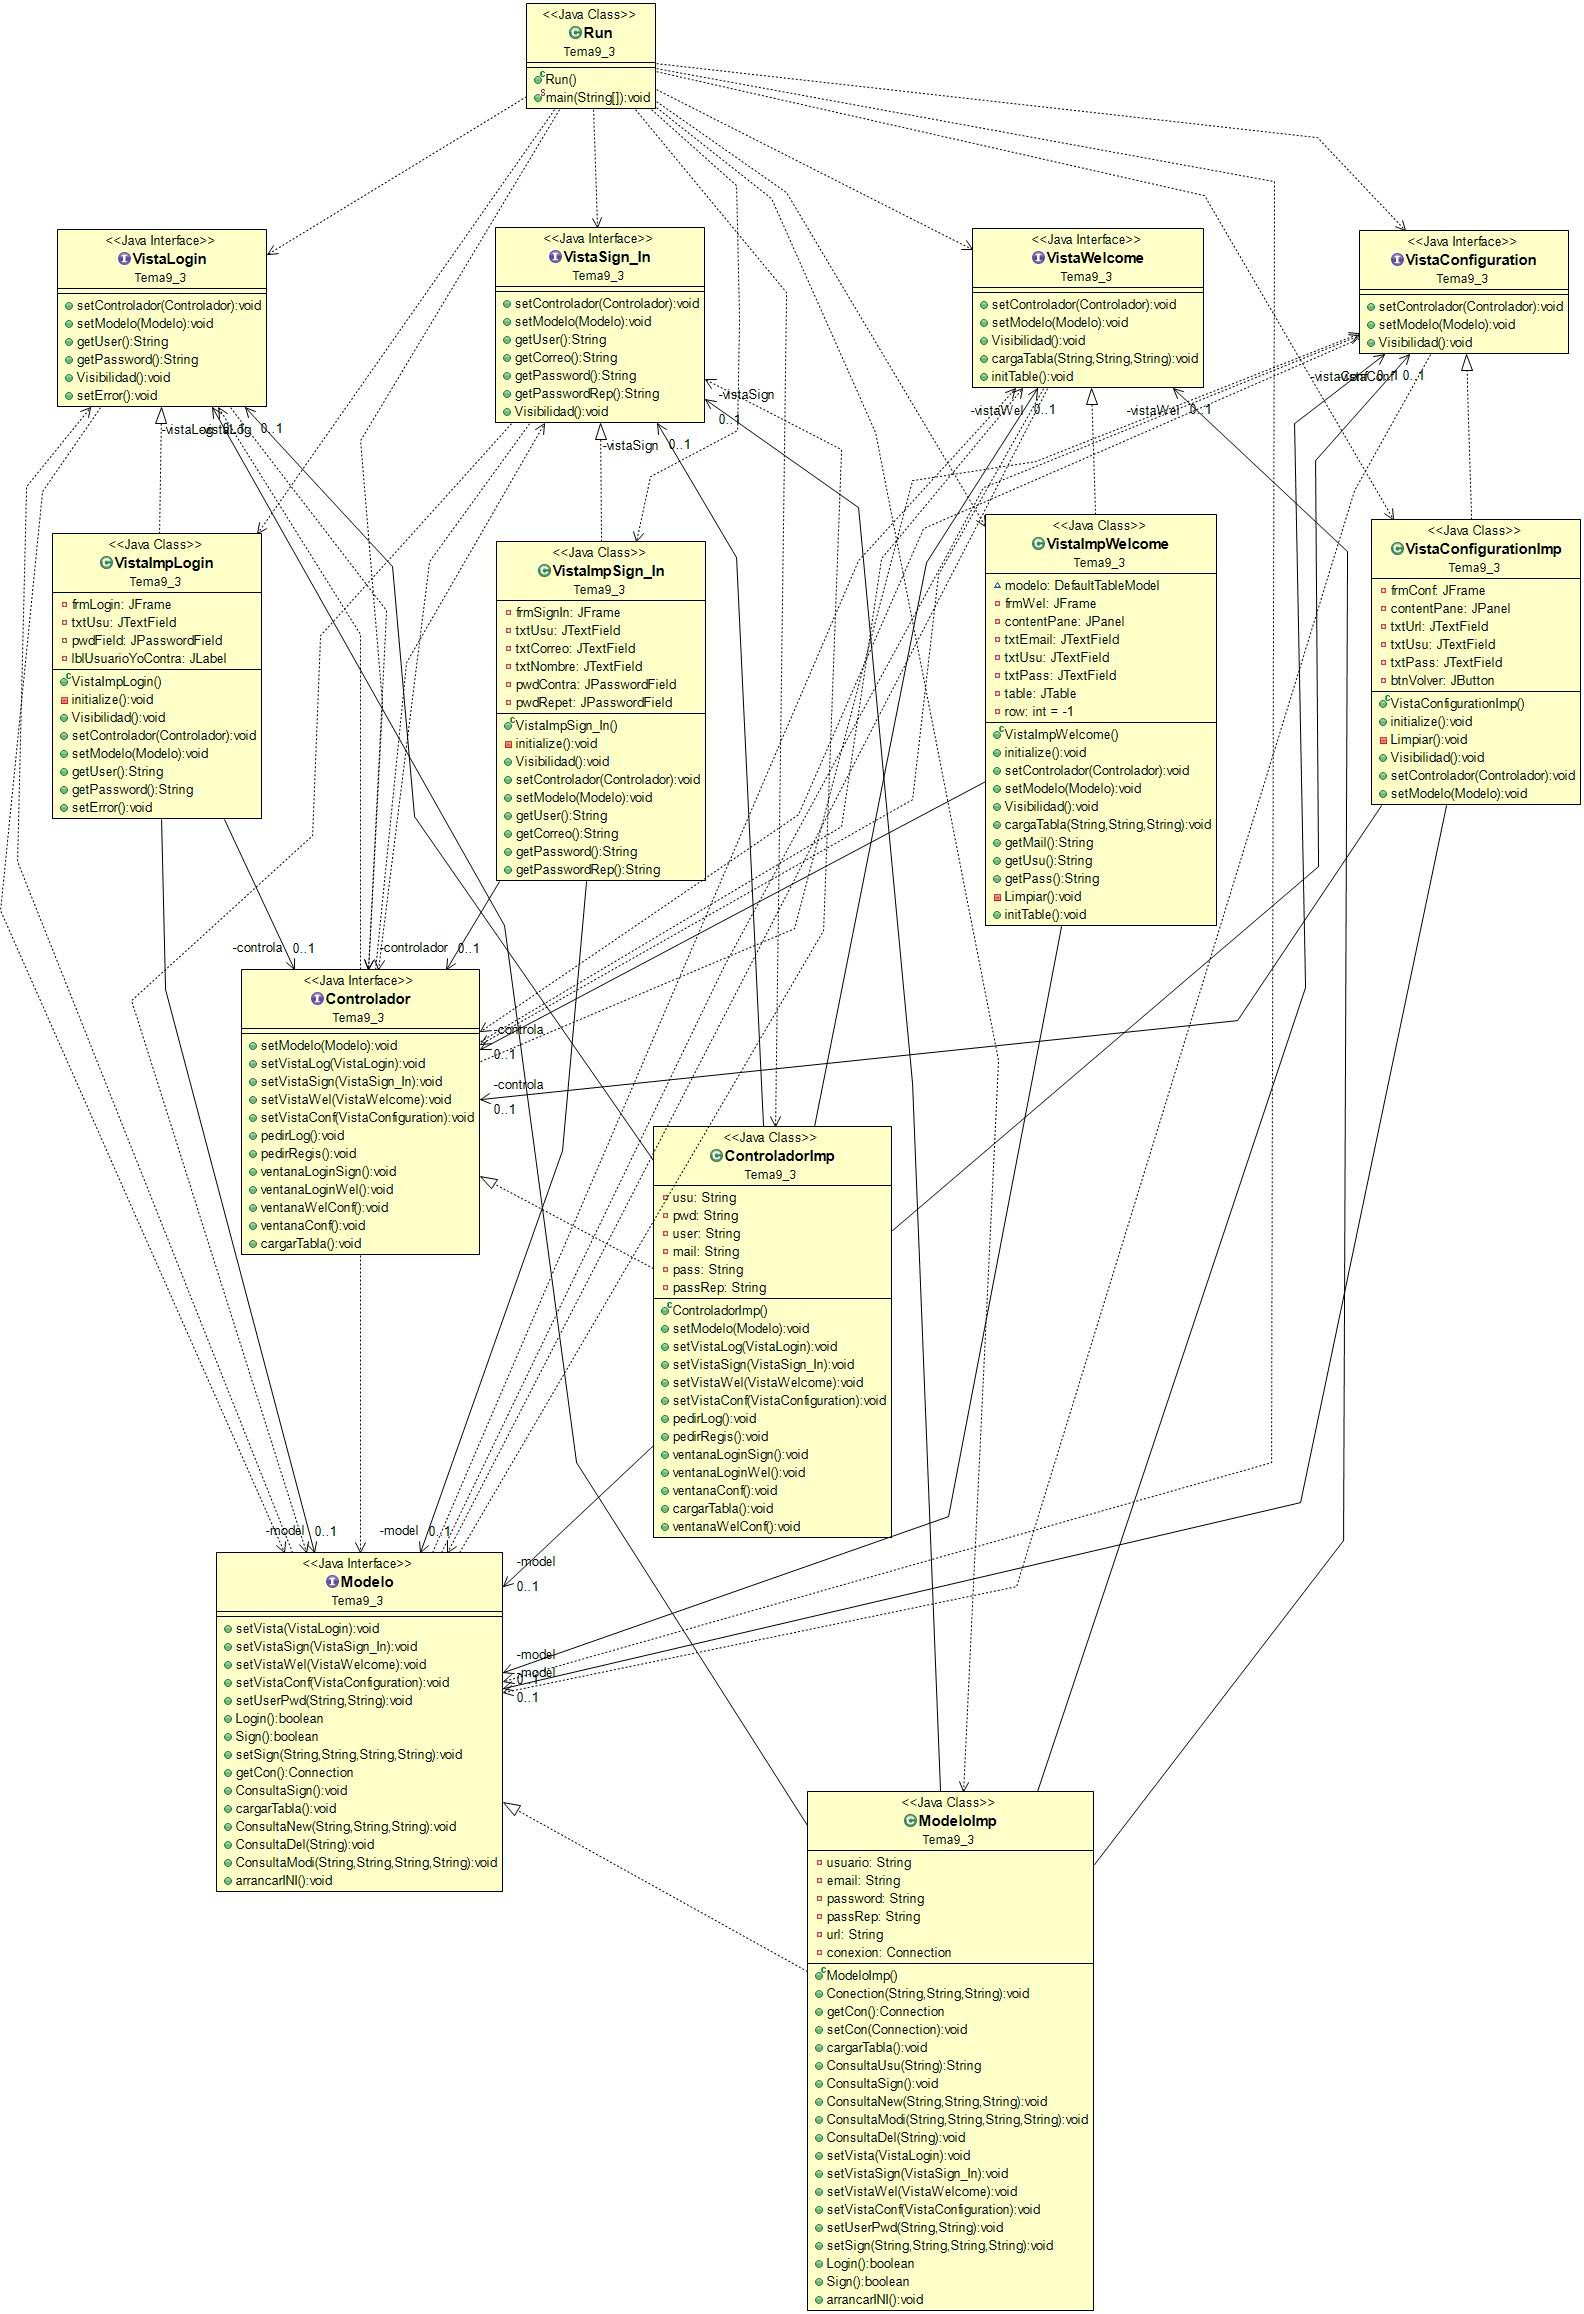 <<Java Class>>
Run
Tema9_3
Run()
main(String[]):void
<<Java Interface>>
VistaLogin
Tema9_3
setControlador(Controlador):void
setModelo(Modelo):void
getUser():String
getPassword():String
Visibilidad():void
setError():void
<<Java Interface>>
VistaSign_In
Tema9_3
setControlador(Controlador):void
setModelo(Modelo):void
getUser():String
getCorreo():String
getPassword():String
getPasswordRep():String
Visibilidad():void
<<Java Interface>>
VistaWelcome
Tema9_3
setControlador(Controlador):void
setModelo(Modelo):void
Visibilidad():void
cargaTabla(String,String,String):void
initTable():void
<<Java Interface>>
VistaConfiguration
Tema9_3
setControlador(Controlador):void
setModelo(Modelo):void
Visibilidad():void
-vistaLog
0..1
-vistaSign
0..1
-vistaSign 0..1
-vistaWel 0..1
-vistaWel 0..1
0..1
<<Java Class>>
VistaImpLogin
Tema9_3
frmLogin: JFrame
txtUsu: JTextField
pwdField: JPasswordField
lblUsuarioYoContra: JLabel
VistaImpLogin()
initialize():void
Visibilidad():void
setControlador(Controlador):void
setModelo(Modelo):void
getUser():String
getPassword():String
setError():void
<<Java Class>>
VistaImpSign_In
Tema9_3
frmSignIn: JFrame
txtUsu: JTextField
txtCorreo: JTextField
txtNombre: JTextField
pwdContra: JPasswordField
pwdRepet: JPasswordField
VistaImpSign_In()
initialize():void
Visibilidad():void
setControlador(Controlador):void
setModelo(Modelo):void
getUser():String
getCorreo():String
getPassword():String
getPasswordRep():String
<<Java Class>>
VistaImpWelcome
Tema9_3
modelo: DefaultTableModel
frmWel: JFrame
contentPane: JPanel
txtEmail: JTextField
txtUsu: JTextField
txtPass: JTextField
table: JTable
row: int = -1
VistaImpWelcome()
initialize():void
setControlador(Controlador):void
setModelo(Modelo):void
Visibilidad():void
cargaTabla(String,String,String):void
getMail():String
getUsu():String
getPass():String
Limpiar():void
initTable():void
<<Java Class>>
VistaConfigurationImp
Tema9_3
frmConf: JFrame
contentPane: JPanel
txtUrl: JTextField
txtUsu: JTextField
txtPass: JTextField
btnVolver: JButton
VistaConfigurationImp()
initialize():void
Limpiar():void
Visibilidad():void
setControlador(Controlador):void
setModelo(Modelo):void
-controla 0..1
-controlador 0..1
<<Java Interface>>
Controlador
Tema9_3
setModelo(Modelo):void
setVistaLog(VistaLogin):void
setVistaSign(VistaSign_In):void
setVistaWel(VistaWelcome):void
setVistaConf(VistaConfiguration):void
pedirLog():void
pedirRegis():void
ventanaLoginSign():void
ventanaLoginWel():void
ventanaWelConf():void
ventanaConf():void
cargarTabla():void
-controla
0..1
-controla
0..1
<<Java Class>>
ControladorImp
Tema9_3
usu: String
pwd: String
user: String
mail: String
pass: String
passRep: String
ControladorImp()
setModelo(Modelo):void
setVistaLog(VistaLogin):void
setVistaSign(VistaSign_In):void
setVistaWel(VistaWelcome):void
setVistaConf(VistaConfiguration):void
pedirLog():void
pedirRegis():void
ventanaLoginSign():void
ventanaLoginWel():void
ventanaConf():void
cargarTabla():void
ventanaWelConf():void
-model 0..1
-model 0..1
-model
0..1
-model
-model
0..1
0..1
<<Java Interface>>
Modelo
Tema9_3
setVista(VistaLogin):void
setVistaSign(VistaSign_In):void
setVistaWel(VistaWelcome):void
setVistaConf(VistaConfiguration):void
setUserPwd(String,String):void
Login():boolean
Sign():boolean
setSign(String,String,String,String):void
getCon():Connection
ConsultaSign():void
cargarTabla():void
ConsultaNew(String,String,String):void
ConsultaDel(String):void
ConsultaModi(String,String,String,String):void
arrancarINI():void
<<Java Class>>
ModeloImp
Tema9_3
usuario: String
email: String
password: String
passRep: String
url: String
conexion: Connection
ModeloImp()
Conection(String,String,String):void
getCon():Connection
setCon(Connection):void
cargarTabla():void
ConsultaUsu(String):String
ConsultaSign():void
ConsultaNew(String,String,String):void
ConsultaModi(String,String,String,String):void
ConsultaDel(String):void
setVista(VistaLogin):void
setVistaSign(VistaSign_In):void
setVistaWel(VistaWelcome):void
setVistaConf(VistaConfiguration):void
setUserPwd(String,String):void
setSign(String,String,String,String):void
Login():boolean
Sign():boolean
arrancarINI():void